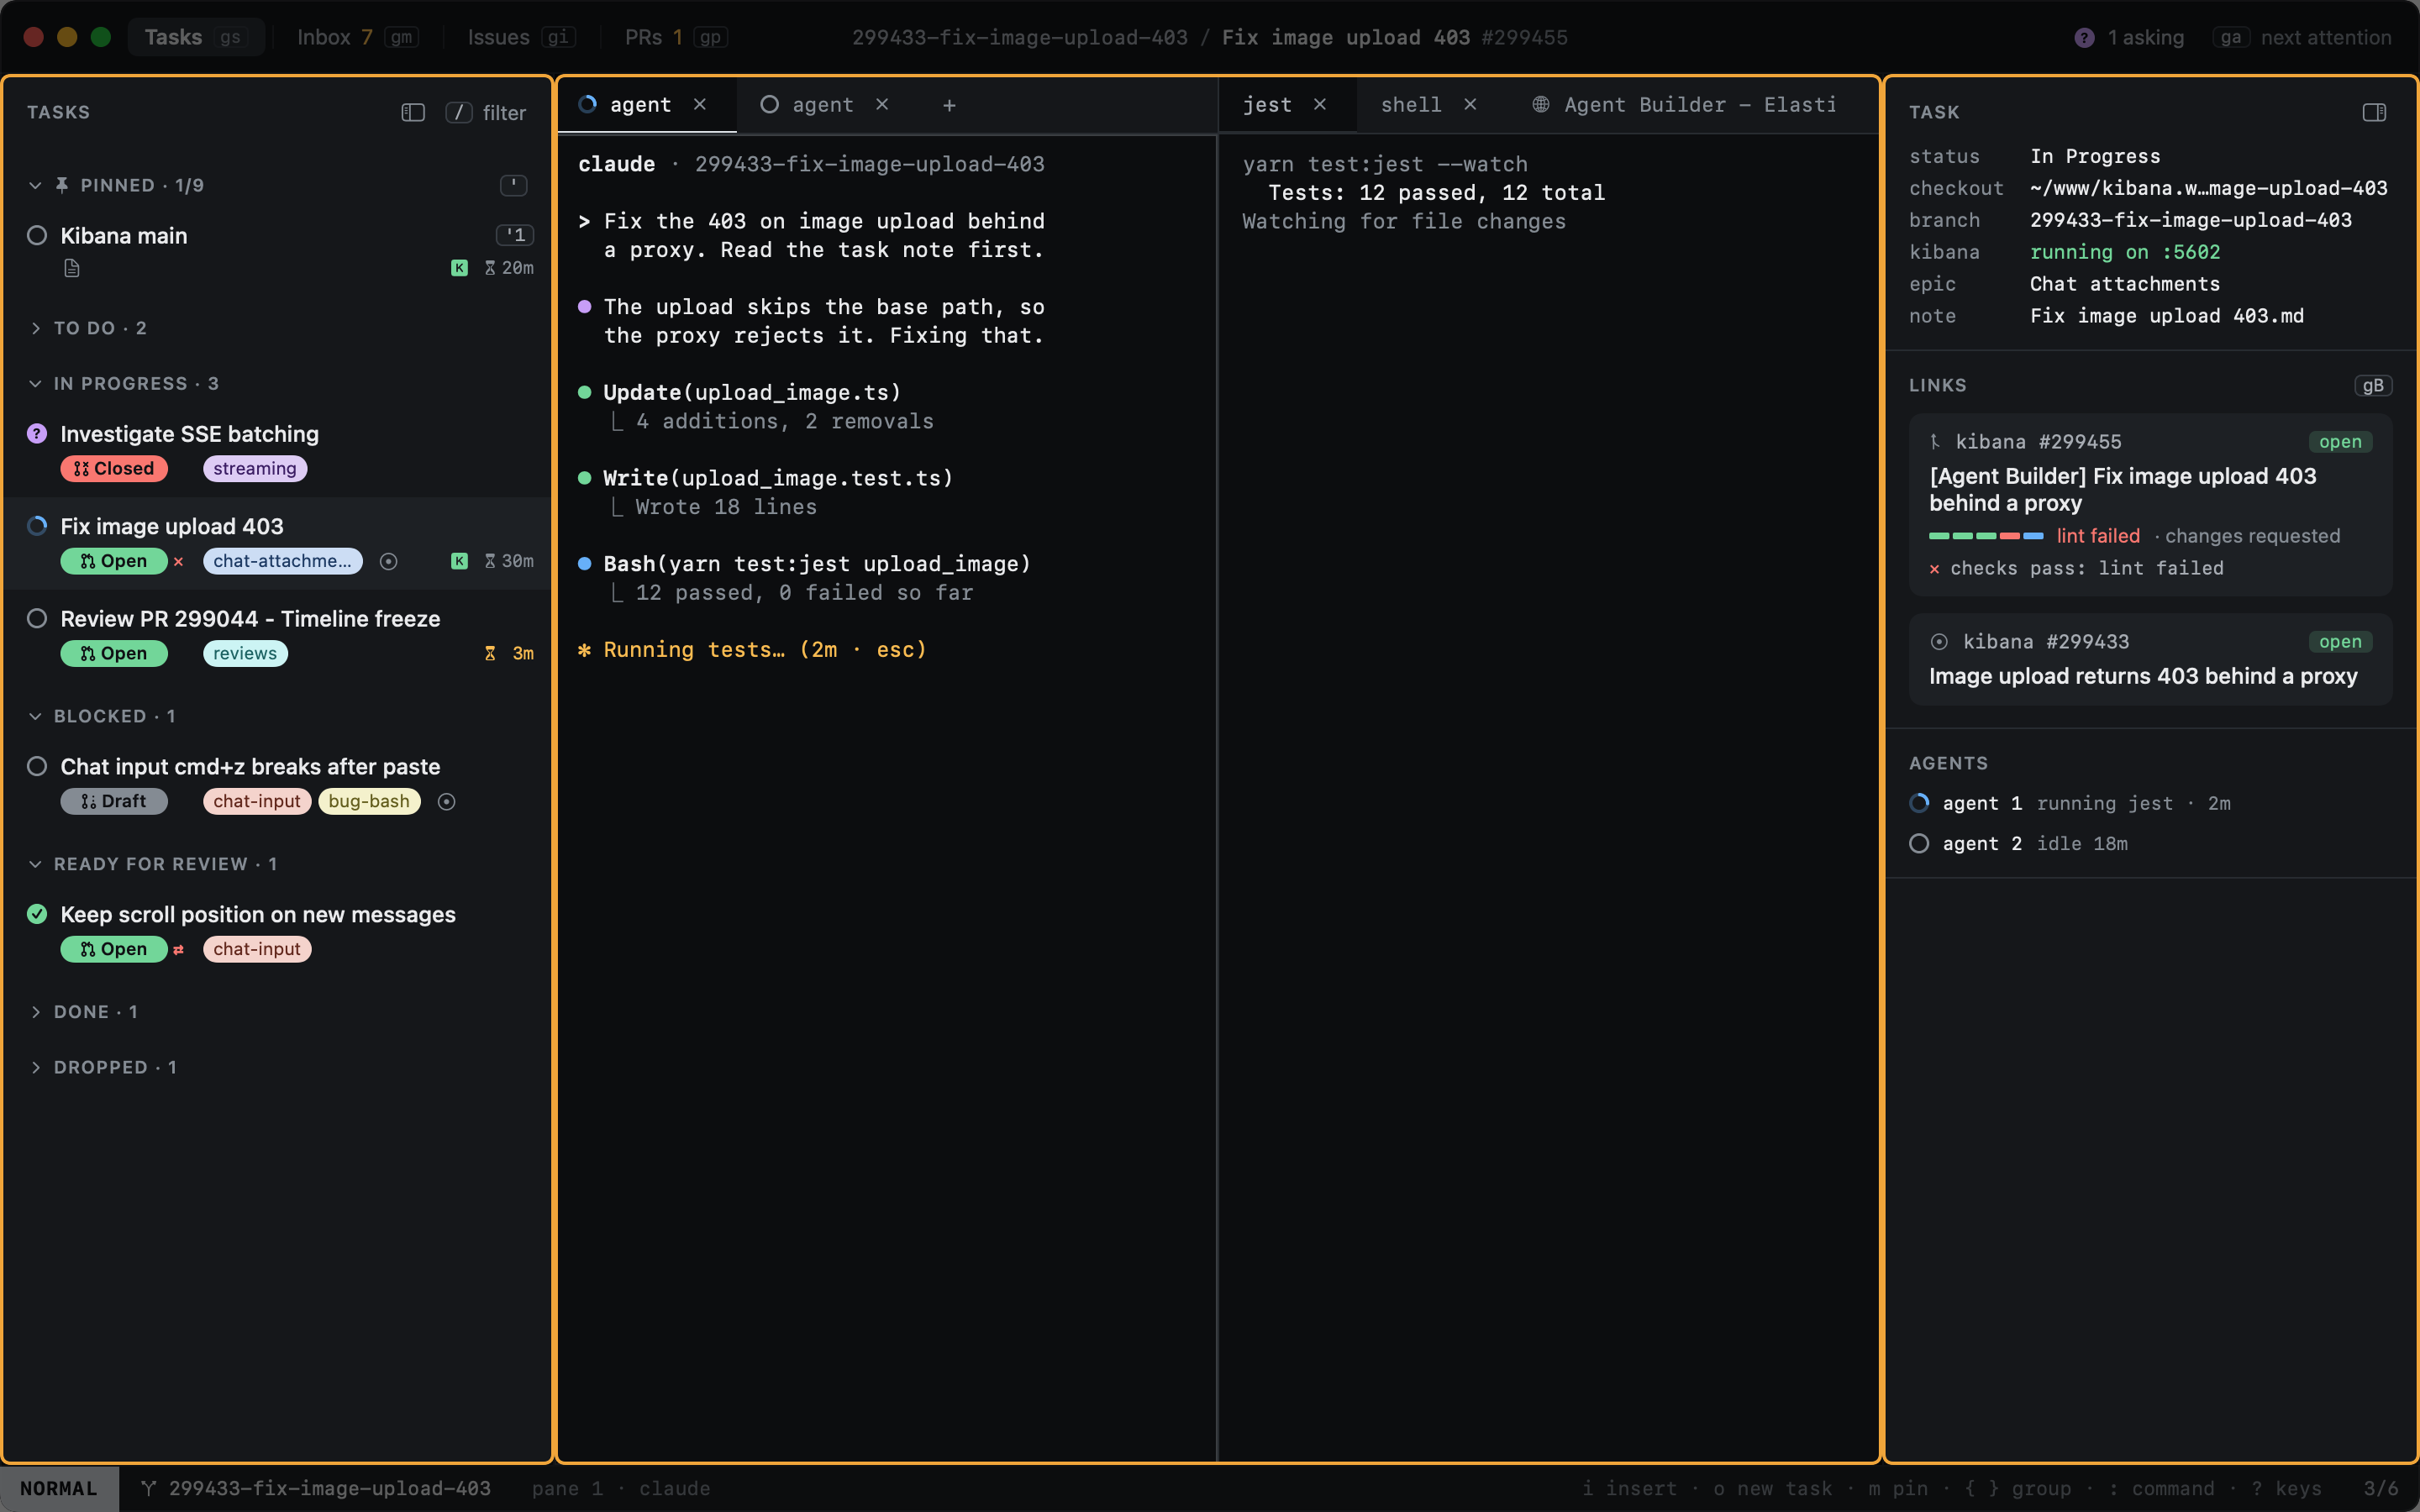 Tasks gs Inbox 7 gm Issues gi PRs 1 gp 299433-fix-image-upload-403 / Fix image upload 403 #299455 ? 1 asking ga next attention
TASKS / filter
PINNED · 1/9 '
Kibana main '1
K 20m
TO DO · 2
IN PROGRESS · 3
? Investigate SSE batching
Closed streaming
Fix image upload 403
Open × chat-attachme... K 30m
Review PR 299044 - Timeline freeze
Open reviews 3m
BLOCKED · 1
Chat input cmd+z breaks after paste
Draft chat-input bug-bash
READY FOR REVIEW · 1
Keep scroll position on new messages
Open chat-input
DONE · 1
DROPPED · 1
agent × agent × +
claude · 299433-fix-image-upload-403
> Fix the 403 on image upload behind
a proxy. Read the task note first.
The upload skips the base path, so
the proxy rejects it. Fixing that.
Update(upload_image.ts)
⎿ 4 additions, 2 removals
Write(upload_image.test.ts)
⎿ Wrote 18 lines
Bash(yarn test:jest upload_image)
⎿ 12 passed, 0 failed so far
✻ Running tests… (2m · esc)
jest × shell × Agent Builder – Elasti
yarn test:jest --watch
Tests: 12 passed, 12 total
Watching for file changes
TASK
status In Progress
checkout ~/www/kibana.w…mage-upload-403
branch 299433-fix-image-upload-403
kibana running on :5602
epic Chat attachments
note Fix image upload 403.md
LINKS gB
kibana #299455 open
[Agent Builder] Fix image upload 403
behind a proxy
lint failed · changes requested
× checks pass: lint failed
kibana #299433 open
Image upload returns 403 behind a proxy
AGENTS
agent 1 running jest · 2m
agent 2 idle 18m
NORMAL 299433-fix-image-upload-403 pane 1 · claude i insert · o new task · m pin · { } group · : command · ? keys 3/6